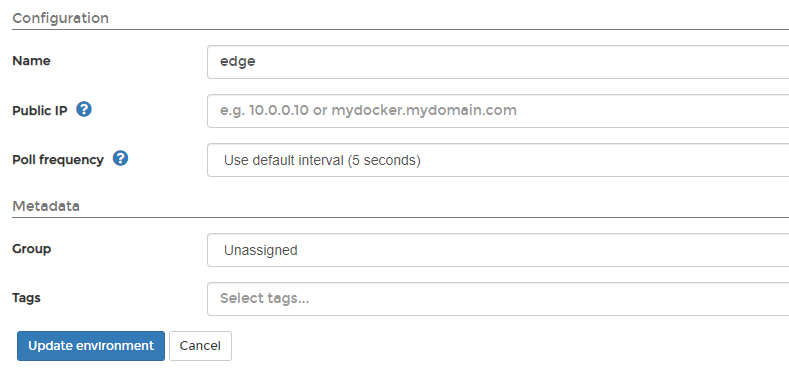 Configuration
Name edge
Public IP ? e.g. 10.0.0.10 or mydocker.mydomain.com
Poll frequency ? Use default interval (5 seconds)
Metadata
Group Unassigned
Tags Select tags...
Update environment Cancel